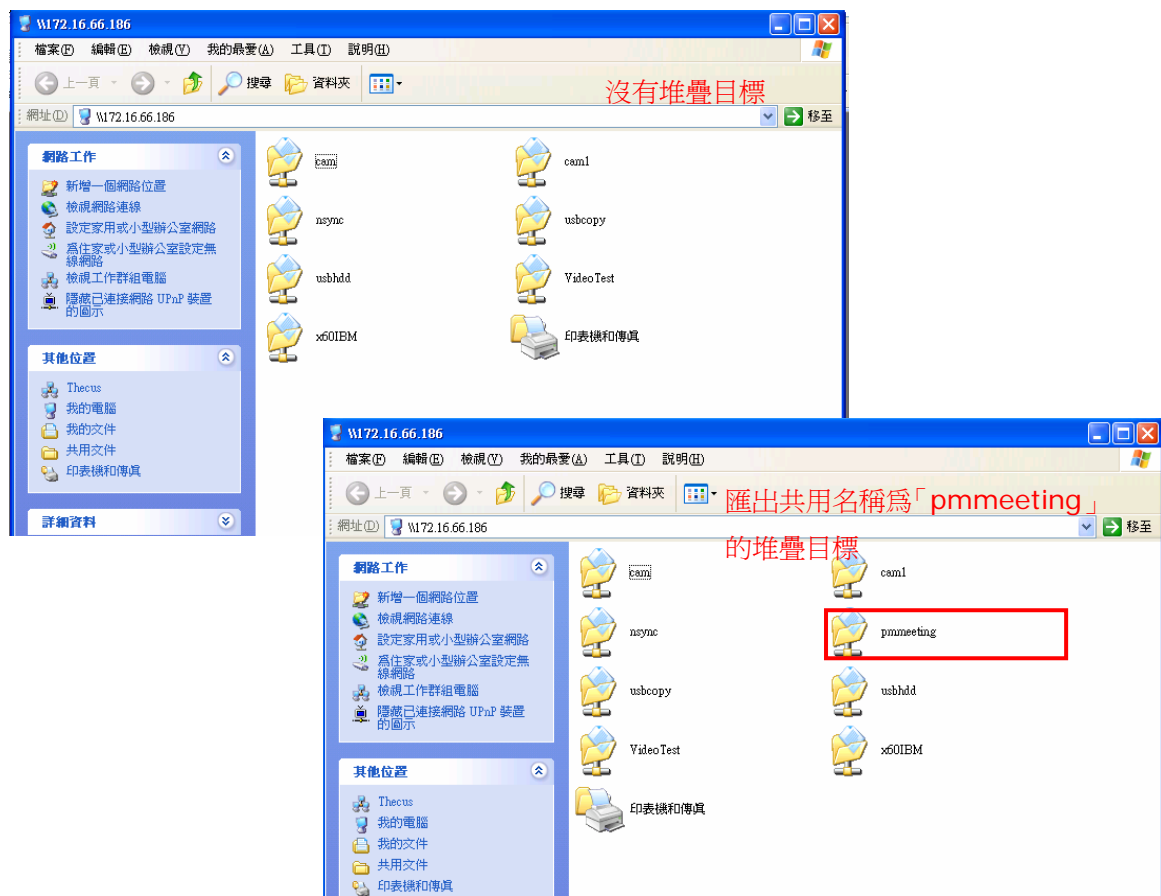 \\172.16.66.186
檔案(F) 編輯(E) 檢視(V) 我的最愛(A) 工具(T) 說明(H)
上一頁 搜尋 資料夾
沒有堆疊目標
網址(D) \\172.16.66.186 移至
網路工作
新增一個網路位置
檢視網路連線
設定家用或小型辦公室網路
為住家或小型辦公室設定無
線網路
檢視工作群組電腦
隱藏已連接網路 UPnP 裝置
的圖示
其他位置
Thecus
我的電腦
我的文件
共用文件
印表機和傳真
詳細資料
cam cam1
nsync usbcopy
usbhdd VideoTest
x60IBM 印表機和傳真
\\172.16.66.186
檔案(F) 編輯(E) 檢視(V) 我的最愛(A) 工具(T) 說明(H)
上一頁 搜尋 資料夾
匯出共用名稱為「pmmeeting」
的堆疊目標
網址(D) \\172.16.66.186 移至
網路工作
新增一個網路位置
檢視網路連線
設定家用或小型辦公室網路
為住家或小型辦公室設定無
線網路
檢視工作群組電腦
隱藏已連接網路 UPnP 裝置
的圖示
其他位置
Thecus
我的電腦
我的文件
共用文件
印表機和傳真
cam cam1
nsync pmmeeting
usbcopy usbhdd
VideoTest x60IBM
印表機和傳真